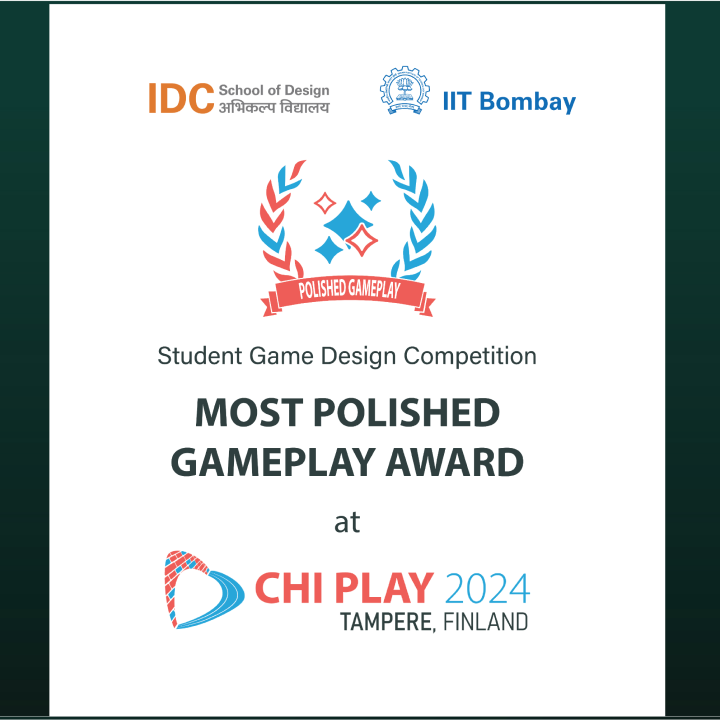 IDC School of Design
अभिकल्प विद्यालय
IIT Bombay
POLISHED GAMEPLAY
Student Game Design Competition
MOST POLISHED
GAMEPLAY AWARD
at
CHI PLAY 2024
TAMPERE, FINLAND